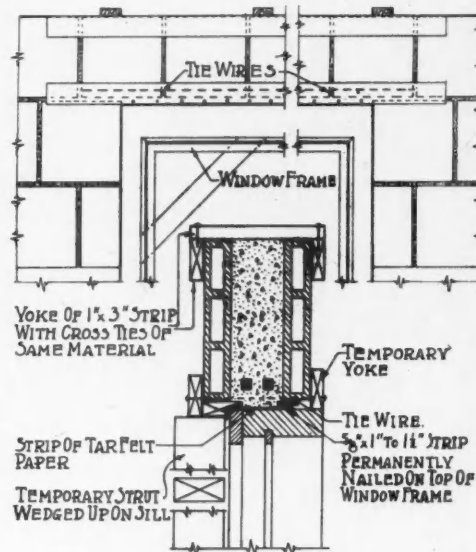 TIE WIRES
WINDOW FRAME
YOKE OF 1"x 3" STRIP
WITH CROSS TIES OF
SAME MATERIAL
TEMPORARY
YOKE
TIE WIRE.
5/8"x 1" TO 1½" STRIP
PERMANENTLY
NAILED ON TOP OF
WINDOW FRAME
STRIP OF TAR FELT
PAPER
TEMPORARY STRUT
WEDGED UP ON SILL